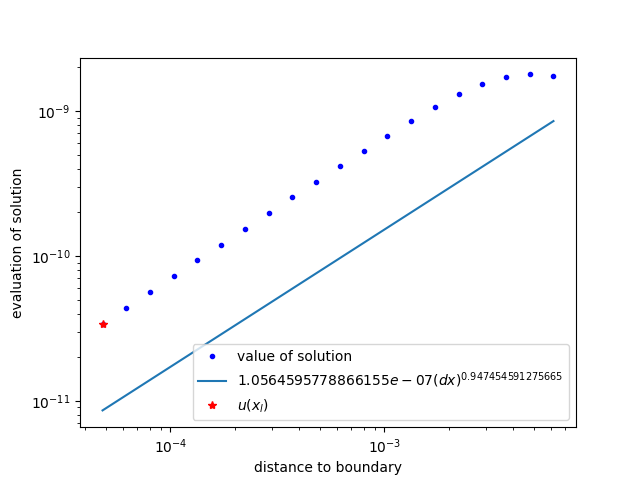 10⁻⁹
10⁻¹⁰
10⁻¹¹
evaluation of solution
value of solution
1.0564595778866155e − 07(dx)^0.947454591275665
u(x_l)
10⁻⁴
10⁻³
distance to boundary